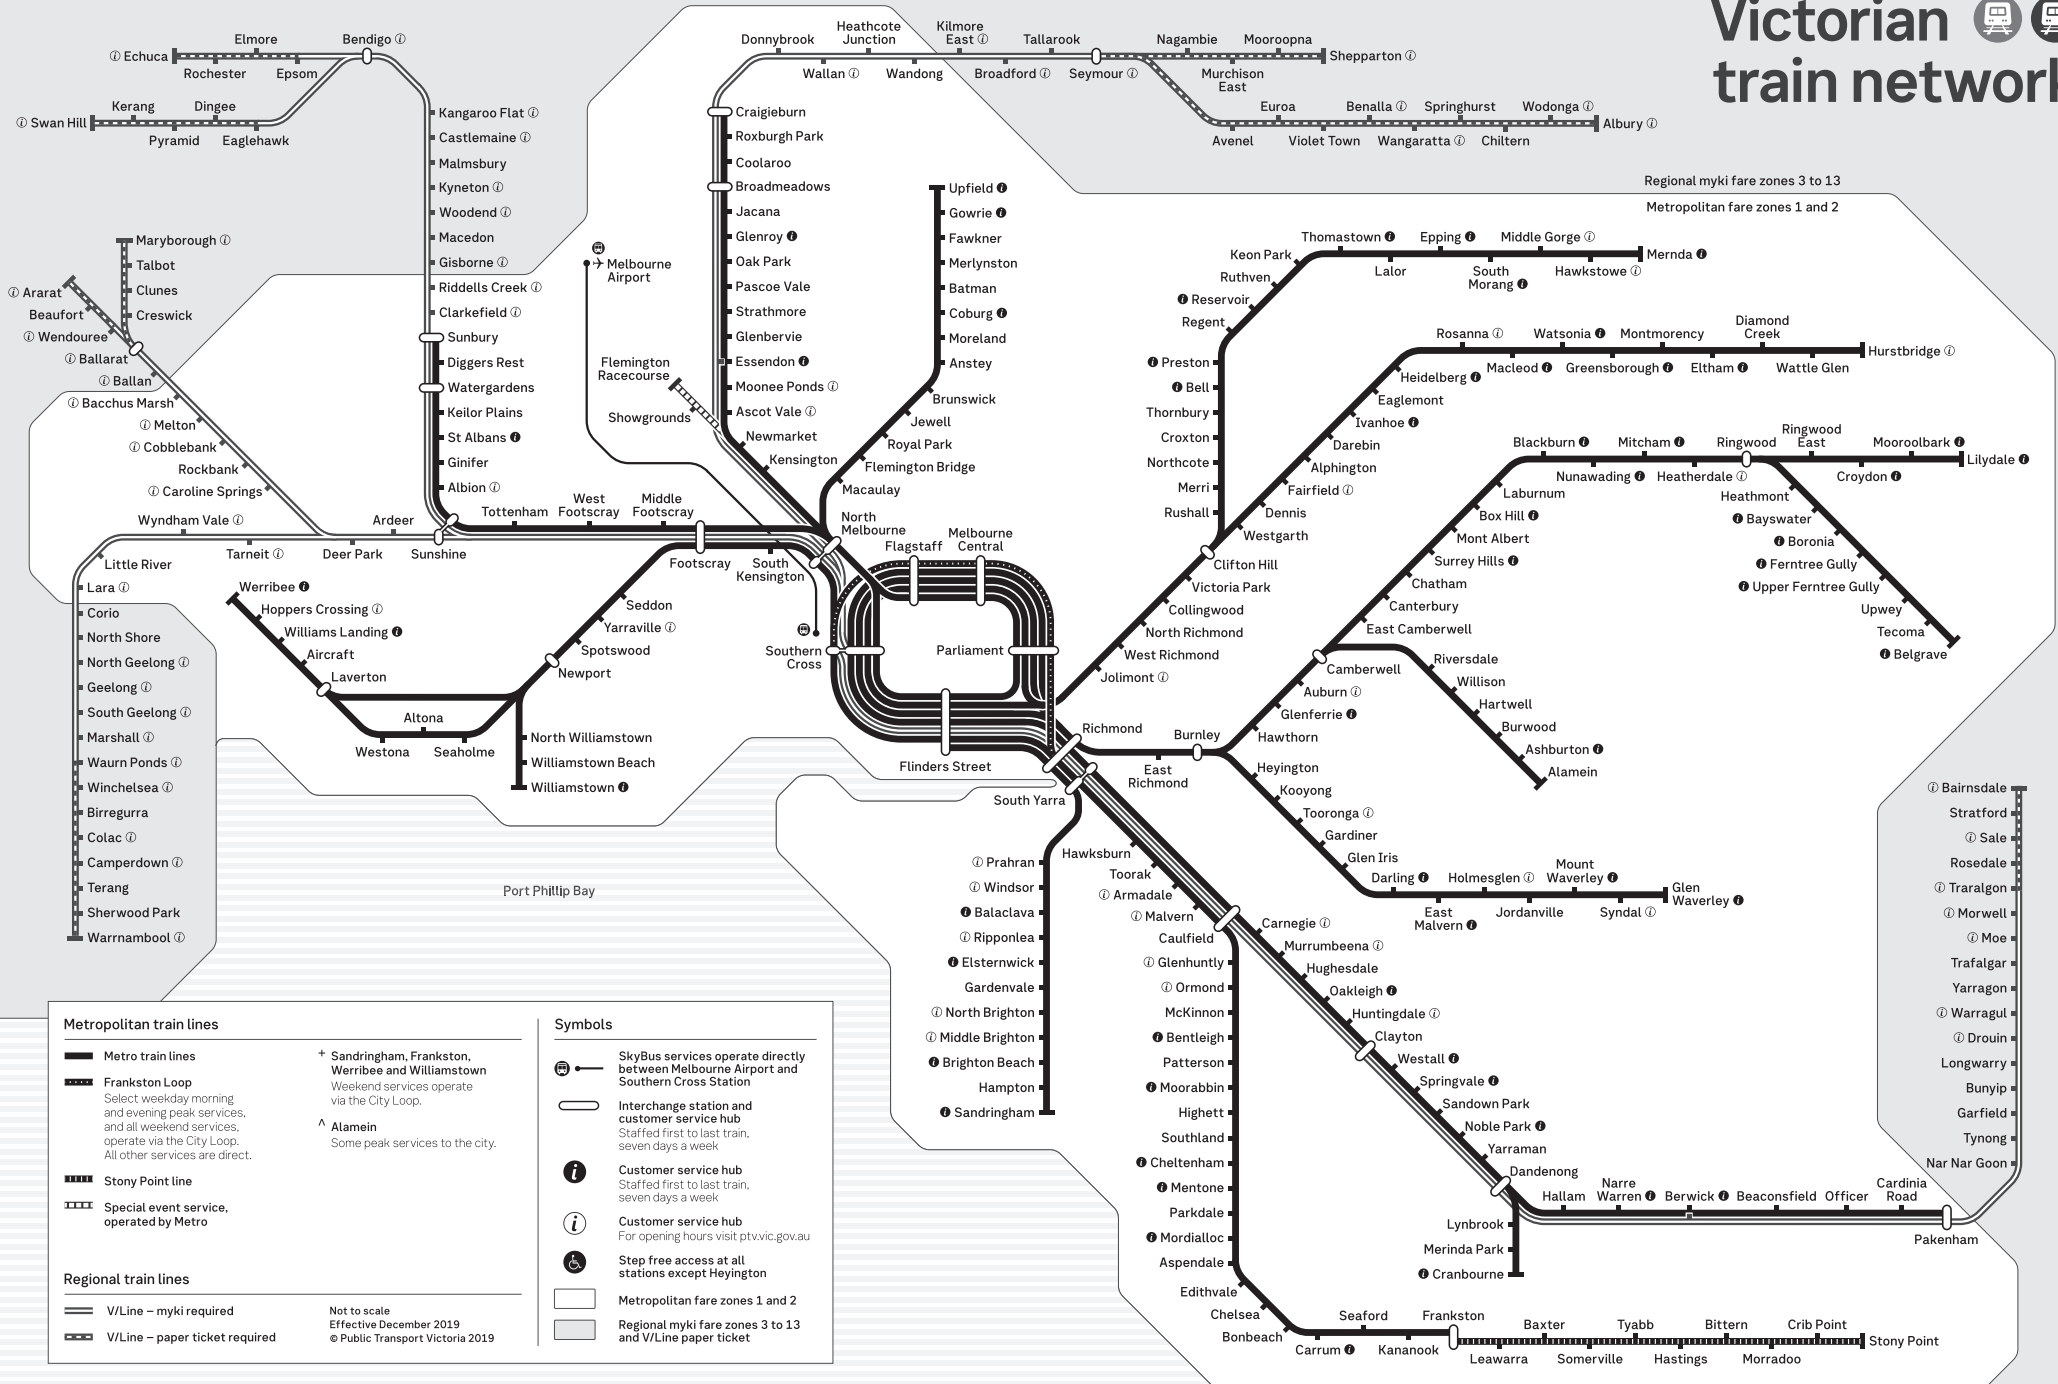 Victorian
train network
Echuca
Elmore
Rochester
Epsom
Bendigo
Swan Hill
Kerang
Pyramid
Dingee
Eaglehawk
Kangaroo Flat
Castlemaine
Malmsbury
Kyneton
Woodend
Macedon
Gisborne
Riddells Creek
Clarkefield
Sunbury
Diggers Rest
Watergardens
Keilor Plains
St Albans
Ginifer
Albion
Maryborough
Talbot
Clunes
Creswick
Ararat
Beaufort
Wendouree
Ballarat
Ballan
Bacchus Marsh
Melton
Cobblebank
Rockbank
Caroline Springs
Wyndham Vale
Tarneit
Deer Park
Ardeer
Sunshine
Little River
Lara
Corio
North Shore
North Geelong
Geelong
South Geelong
Marshall
Waurn Ponds
Winchelsea
Birregurra
Colac
Camperdown
Terang
Sherwood Park
Warrnambool
Donnybrook
Heathcote
Junction
Kilmore
East
Tallarook
Wallan
Wandong
Broadford
Seymour
Nagambie
Mooroopna
Murchison
East
Shepparton
Euroa
Benalla
Springhurst
Wodonga
Albury
Avenel
Violet Town
Wangaratta
Chiltern
Regional myki fare zones 3 to 13
Metropolitan fare zones 1 and 2
Craigieburn
Roxburgh Park
Coolaroo
Broadmeadows
Jacana
Glenroy
Oak Park
Pascoe Vale
Strathmore
Glenbervie
Essendon
Moonee Ponds
Ascot Vale
Newmarket
Kensington
Melbourne
Airport
Flemington
Racecourse
Showgrounds
Upfield
Gowrie
Fawkner
Merlynston
Batman
Coburg
Moreland
Anstey
Brunswick
Jewell
Royal Park
Flemington Bridge
Macaulay
North
Melbourne
Tottenham
West
Footscray
Middle
Footscray
Footscray
South
Kensington
Werribee
Hoppers Crossing
Williams Landing
Aircraft
Laverton
Altona
Westona
Seaholme
Seddon
Yarraville
Spotswood
Newport
North Williamstown
Williamstown Beach
Williamstown
Flagstaff
Melbourne
Central
Southern
Cross
Parliament
Flinders Street
Richmond
South Yarra
Thomastown
Epping
Middle Gorge
Mernda
Keon Park
Lalor
South
Morang
Hawkstowe
Ruthven
Reservoir
Regent
Preston
Bell
Thornbury
Croxton
Northcote
Merri
Rushall
Rosanna
Watsonia
Montmorency
Diamond
Creek
Hurstbridge
Macleod
Greensborough
Eltham
Wattle Glen
Heidelberg
Eaglemont
Ivanhoe
Darebin
Alphington
Fairfield
Dennis
Westgarth
Clifton Hill
Victoria Park
Collingwood
North Richmond
West Richmond
Jolimont
Blackburn
Mitcham
Ringwood
Ringwood
East
Mooroolbark
Lilydale
Nunawading
Heatherdale
Croydon
Laburnum
Box Hill
Mont Albert
Surrey Hills
Chatham
Canterbury
East Camberwell
Camberwell
Auburn
Glenferrie
Hawthorn
Heathmont
Bayswater
Boronia
Ferntree Gully
Upper Ferntree Gully
Upwey
Tecoma
Belgrave
Riversdale
Willison
Hartwell
Burwood
Ashburton
Alamein
Burnley
East
Richmond
Heyington
Kooyong
Tooronga
Gardiner
Glen Iris
Darling
Holmesglen
Mount
Waverley
Glen
Waverley
East
Malvern
Jordanville
Syndal
Hawksburn
Toorak
Armadale
Malvern
Caulfield
Prahran
Windsor
Balaclava
Ripponlea
Elsternwick
Gardenvale
North Brighton
Middle Brighton
Brighton Beach
Hampton
Sandringham
Glenhuntly
Ormond
McKinnon
Bentleigh
Patterson
Moorabbin
Highett
Southland
Cheltenham
Mentone
Parkdale
Mordialloc
Aspendale
Edithvale
Chelsea
Bonbeach
Carrum
Seaford
Kananook
Frankston
Leawarra
Baxter
Somerville
Tyabb
Hastings
Bittern
Morradoo
Crib Point
Stony Point
Carnegie
Murrumbeena
Hughesdale
Oakleigh
Huntingdale
Clayton
Westall
Springvale
Sandown Park
Noble Park
Yarraman
Dandenong
Lynbrook
Merinda Park
Cranbourne
Hallam
Narre
Warren
Berwick
Beaconsfield
Officer
Cardinia
Road
Pakenham
Bairnsdale
Stratford
Sale
Rosedale
Traralgon
Morwell
Moe
Trafalgar
Yarragon
Warragul
Drouin
Longwarry
Bunyip
Garfield
Tynong
Nar Nar Goon
Port Phillip Bay
Metropolitan train lines
Metro train lines
Frankston Loop
Select weekday morning
and evening peak services,
and all weekend services,
operate via the City Loop.
All other services are direct.
Stony Point line
Special event service,
operated by Metro
+ Sandringham, Frankston,
Werribee and Williamstown
Weekend services operate
via the City Loop.
^ Alamein
Some peak services to the city.
Regional train lines
V/Line – myki required
V/Line – paper ticket required
Not to scale
Effective December 2019
© Public Transport Victoria 2019
Symbols
SkyBus services operate directly
between Melbourne Airport and
Southern Cross Station
Interchange station and
customer service hub
Staffed first to last train,
seven days a week
Customer service hub
Staffed first to last train,
seven days a week
Customer service hub
For opening hours visit ptv.vic.gov.au
Step free access at all
stations except Heyington
Metropolitan fare zones 1 and 2
Regional myki fare zones 3 to 13
and V/Line paper ticket